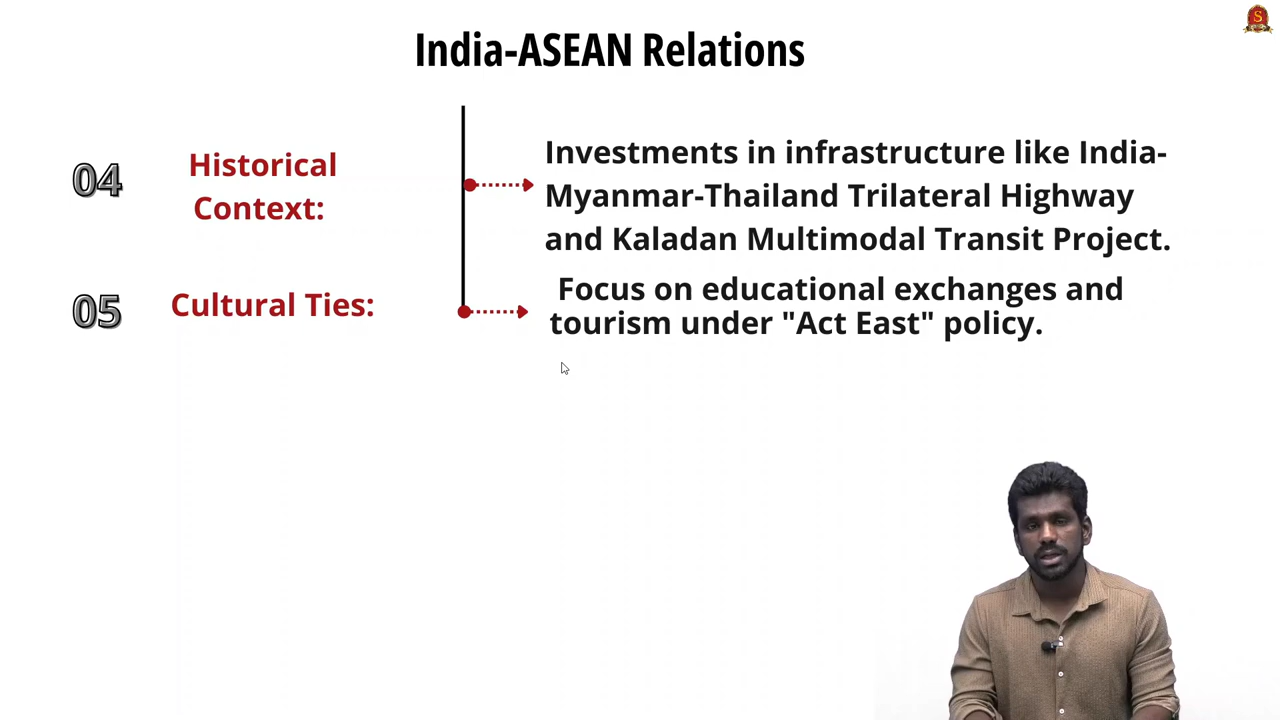 India-ASEAN Relations
04
Historical
Context:
Investments in infrastructure like India-
Myanmar-Thailand Trilateral Highway
and Kaladan Multimodal Transit Project.
05
Cultural Ties:
Focus on educational exchanges and
tourism under "Act East" policy.
S